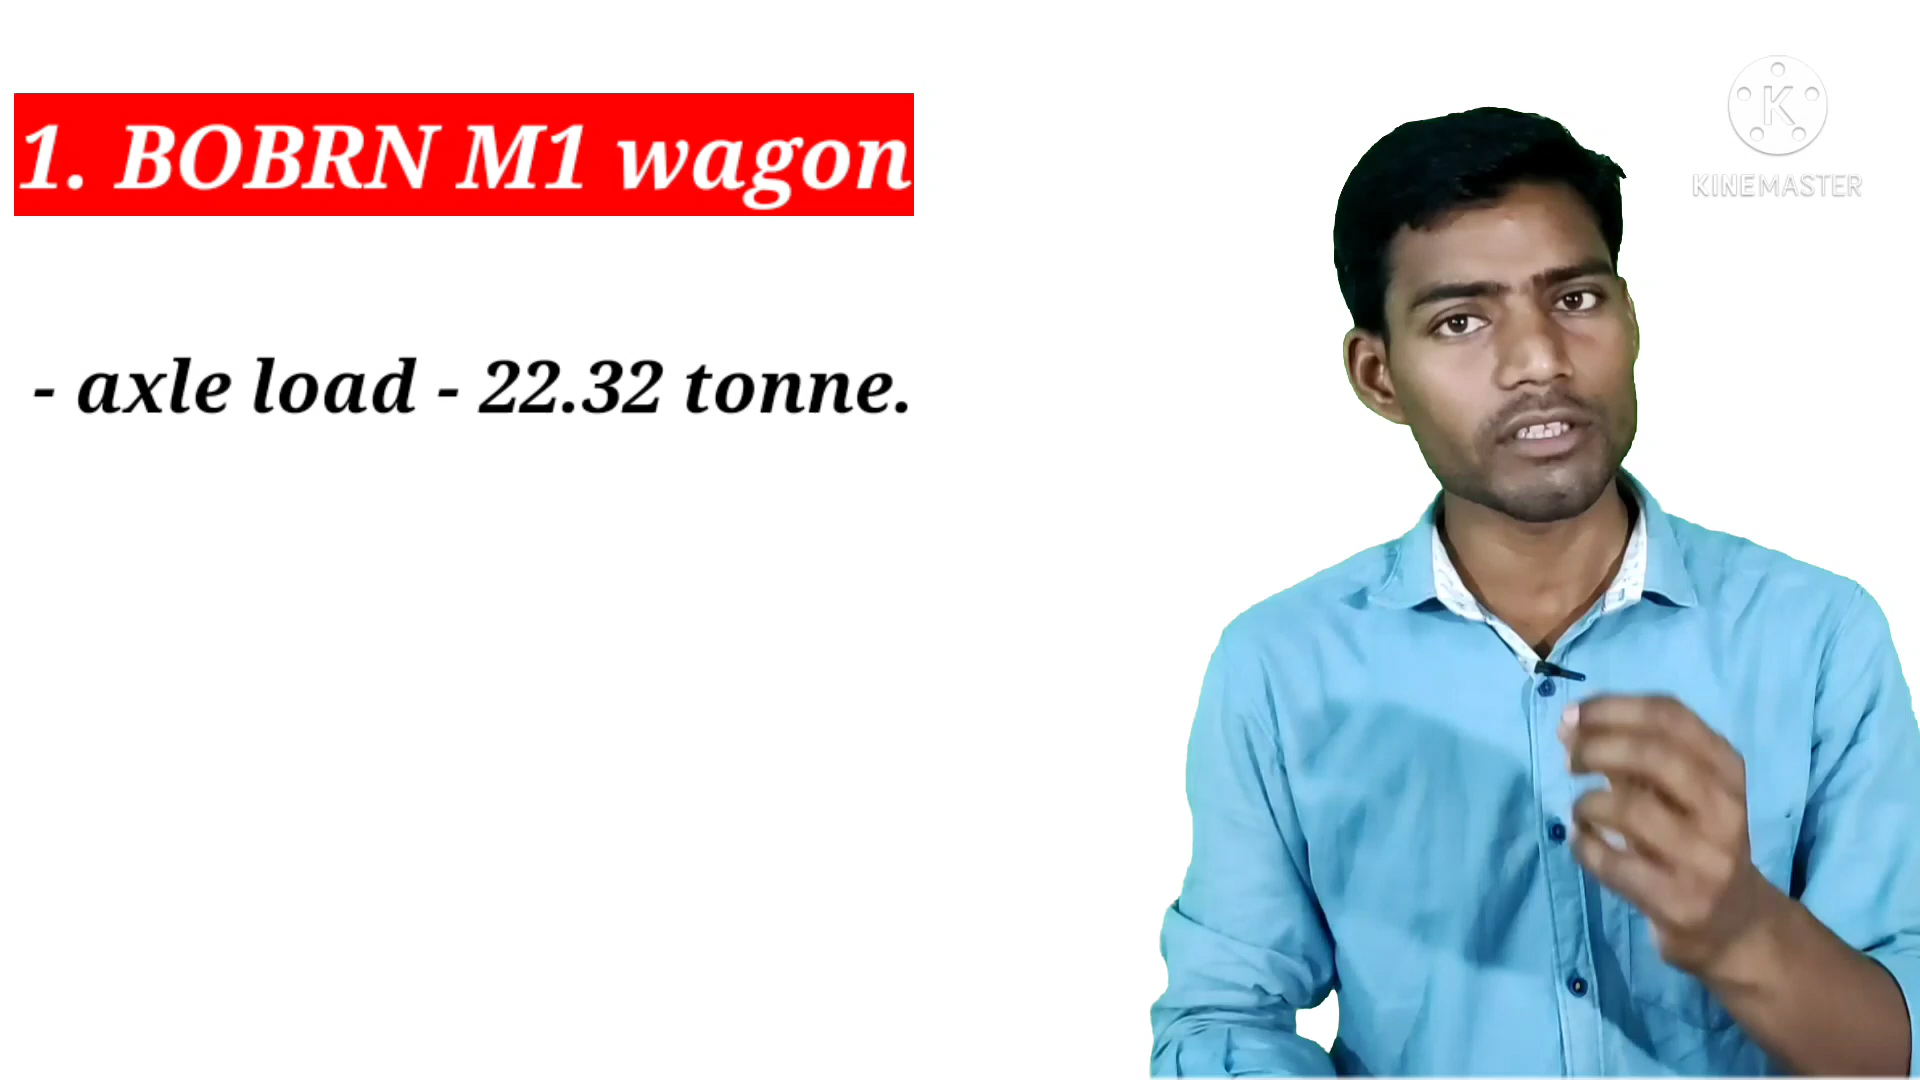 1. BOBRN M1 wagon
- axle load - 22.32 tonne.
K
KINEMASTER